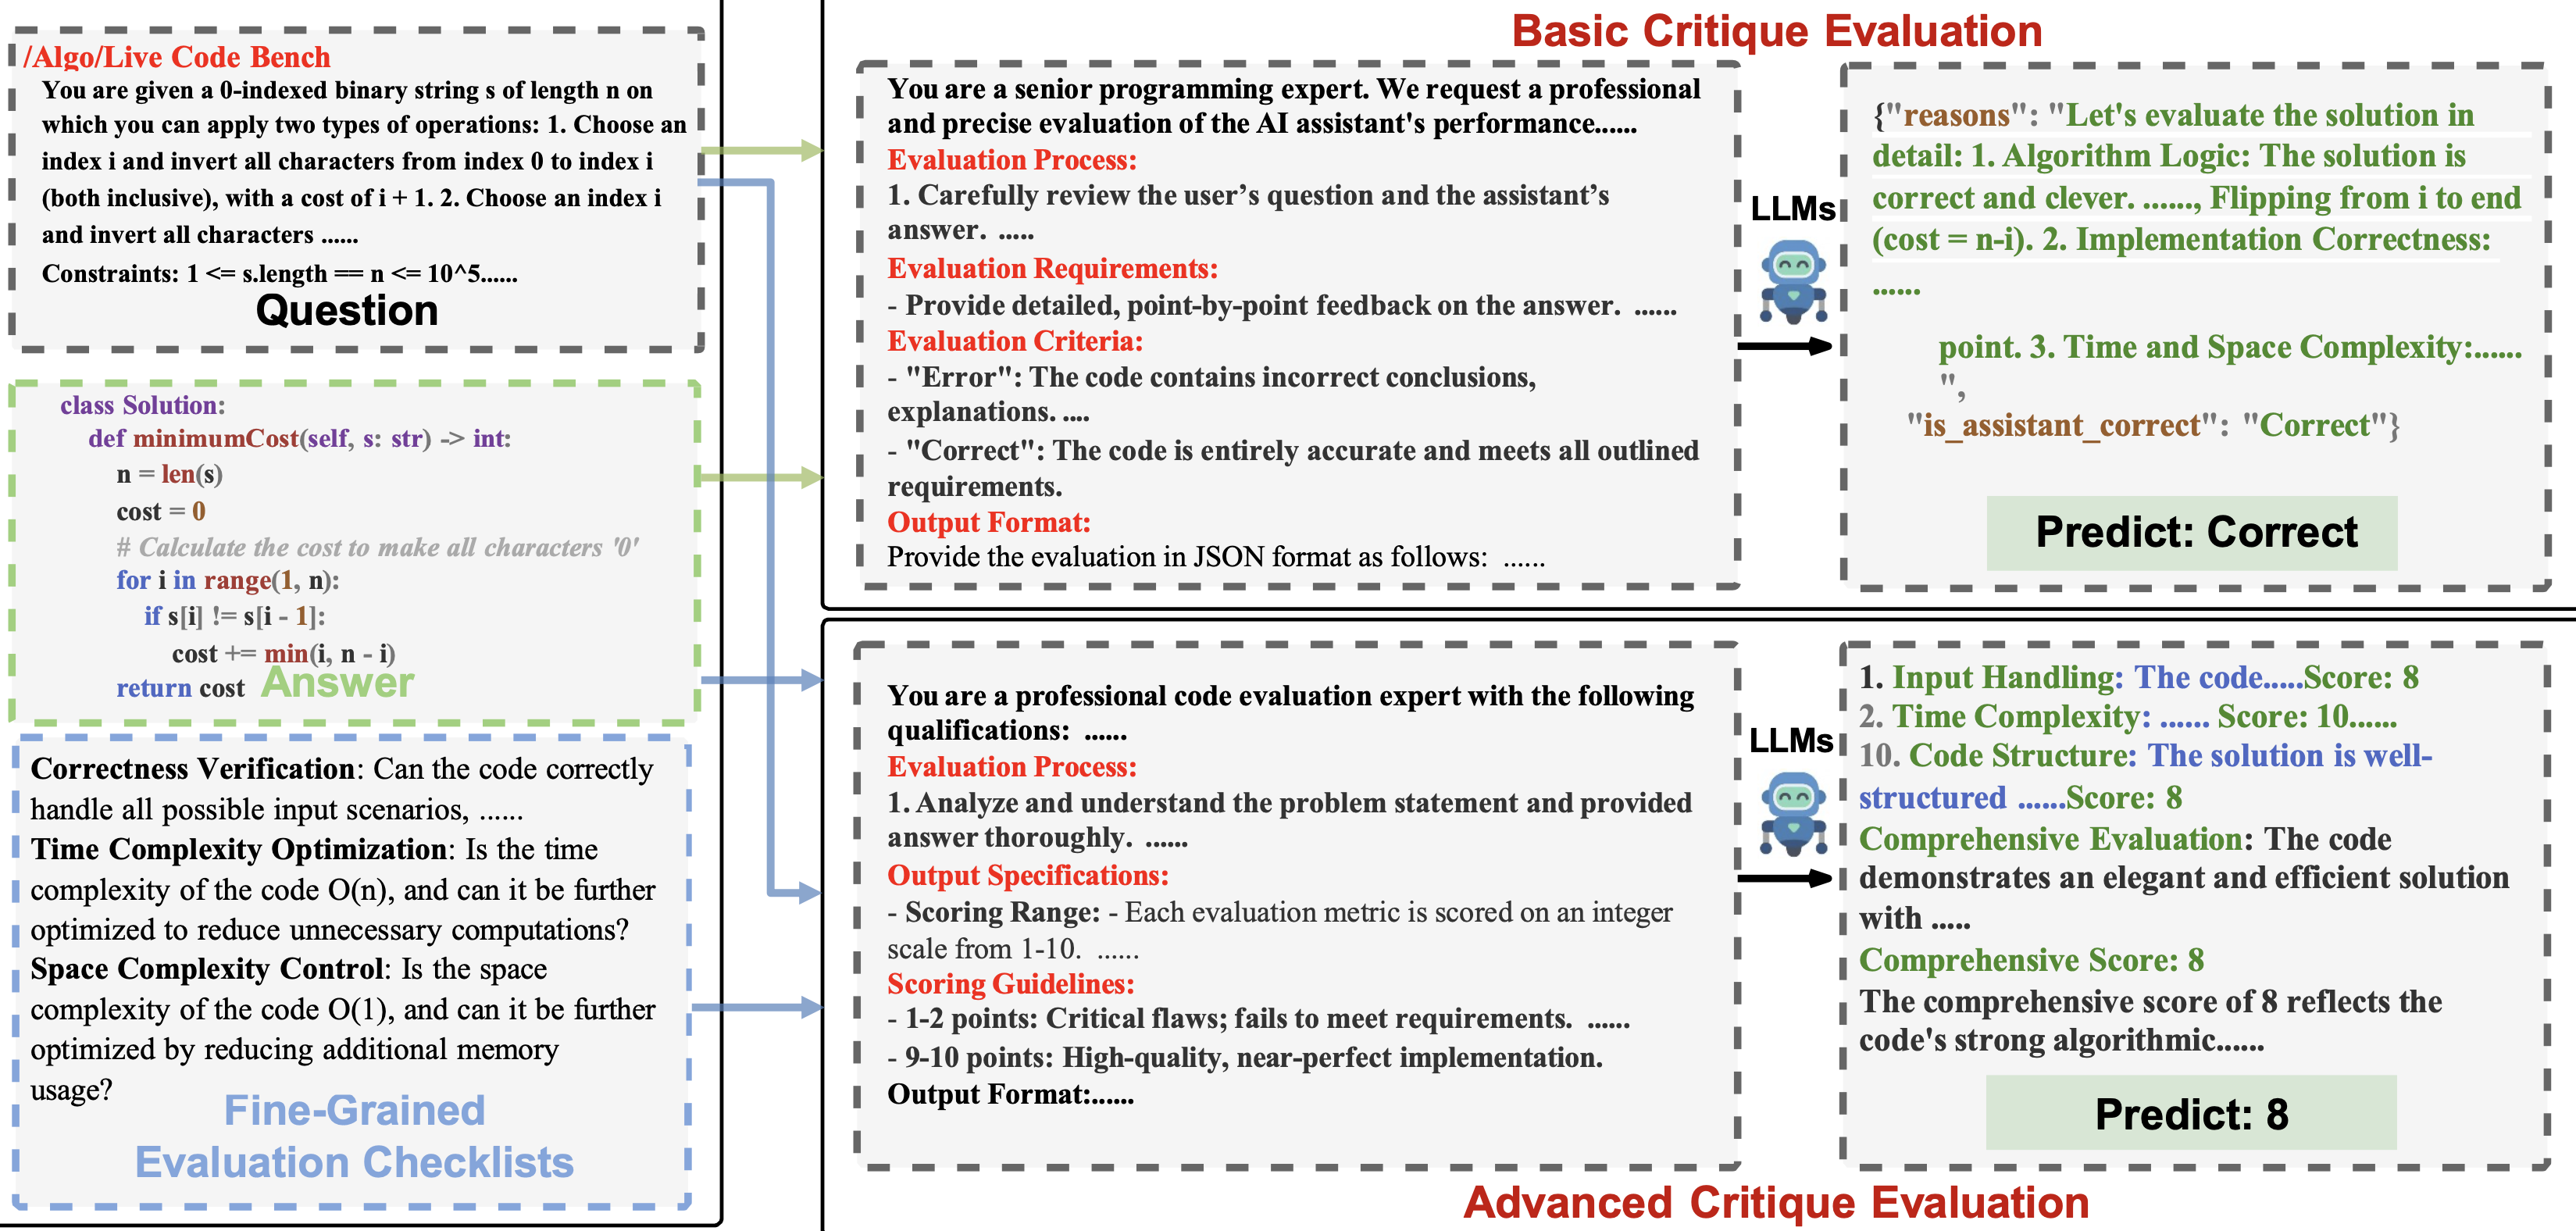 /Algo/Live Code Bench
You are given a 0-indexed binary string s of length n on
which you can apply two types of operations: 1. Choose an
index i and invert all characters from index 0 to index i
(both inclusive), with a cost of i + 1. 2. Choose an index i
and invert all characters ......
Constraints: 1 <= s.length == n <= 10^5......
Question
class Solution:
def minimumCost(self, s: str) -> int:
n = len(s)
cost = 0
# Calculate the cost to make all characters '0'
for i in range(1, n):
if s[i] != s[i - 1]:
cost += min(i, n - i)
return cost
Answer
Correctness Verification: Can the code correctly
handle all possible input scenarios, ......
Time Complexity Optimization: Is the time
complexity of the code O(n), and can it be further
optimized to reduce unnecessary computations?
Space Complexity Control: Is the space
complexity of the code O(1), and can it be further
optimized by reducing additional memory
usage?
Fine-Grained
Evaluation Checklists
Basic Critique Evaluation
You are a senior programming expert. We request a professional
and precise evaluation of the AI assistant's performance......
Evaluation Process:
1. Carefully review the user’s question and the assistant’s
answer. .....
Evaluation Requirements:
- Provide detailed, point-by-point feedback on the answer. ......
Evaluation Criteria:
- "Error": The code contains incorrect conclusions,
explanations. ....
- "Correct": The code is entirely accurate and meets all outlined
requirements.
Output Format:
Provide the evaluation in JSON format as follows: ......
LLMs
{"reasons": "Let's evaluate the solution in
detail: 1. Algorithm Logic: The solution is
correct and clever. ......, Flipping from i to end
(cost = n-i). 2. Implementation Correctness:
......
point. 3. Time and Space Complexity:......
",
"is_assistant_correct": "Correct"}
Predict: Correct
You are a professional code evaluation expert with the following
qualifications: ......
Evaluation Process:
1. Analyze and understand the problem statement and provided
answer thoroughly. ......
Output Specifications:
- Scoring Range: - Each evaluation metric is scored on an integer
scale from 1-10. ......
Scoring Guidelines:
- 1-2 points: Critical flaws; fails to meet requirements. ......
- 9-10 points: High-quality, near-perfect implementation.
Output Format:......
LLMs
1. Input Handling: The code.....Score: 8
2. Time Complexity: ...... Score: 10......
10. Code Structure: The solution is well-
structured ......Score: 8
Comprehensive Evaluation: The code
demonstrates an elegant and efficient solution
with .....
Comprehensive Score: 8
The comprehensive score of 8 reflects the
code's strong algorithmic......
Predict: 8
Advanced Critique Evaluation